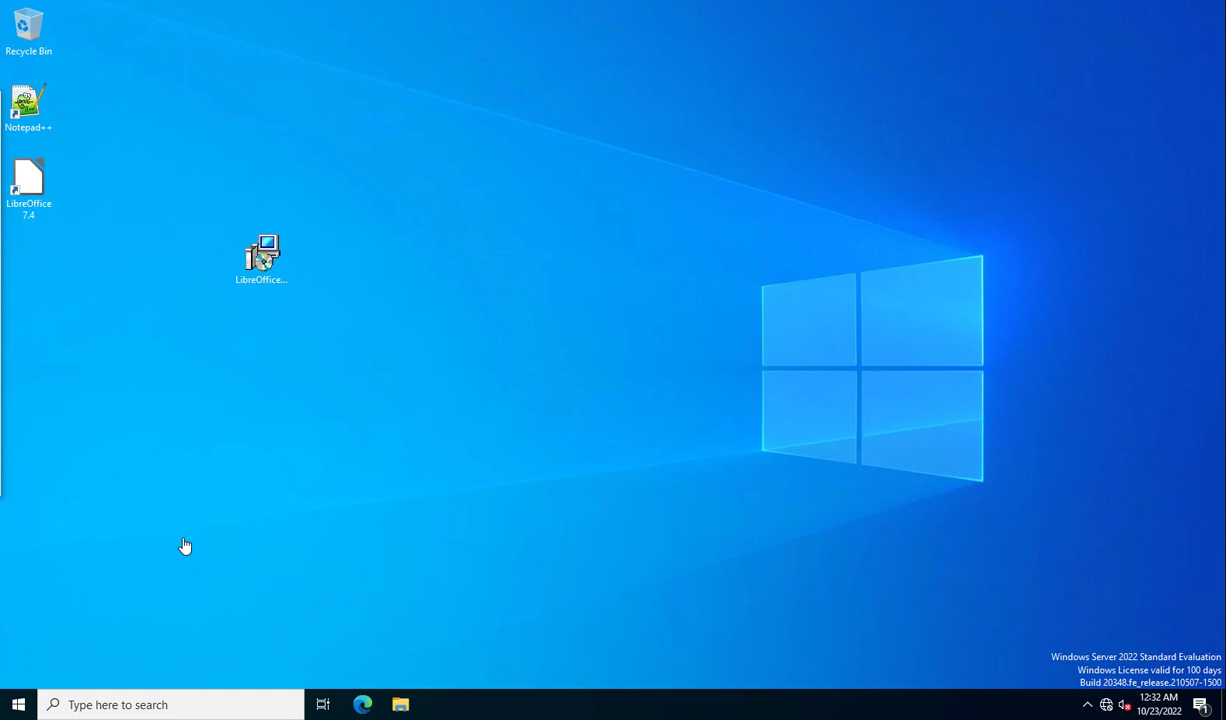 Recycle Bin
Notepad++
LibreOffice
7.4
LibreOffice...
Windows Server 2022 Standard Evaluation
Windows License valid for 100 days
Build 20348.fe_release.210507-1500
Type here to search
12:32 AM
10/23/2022
1